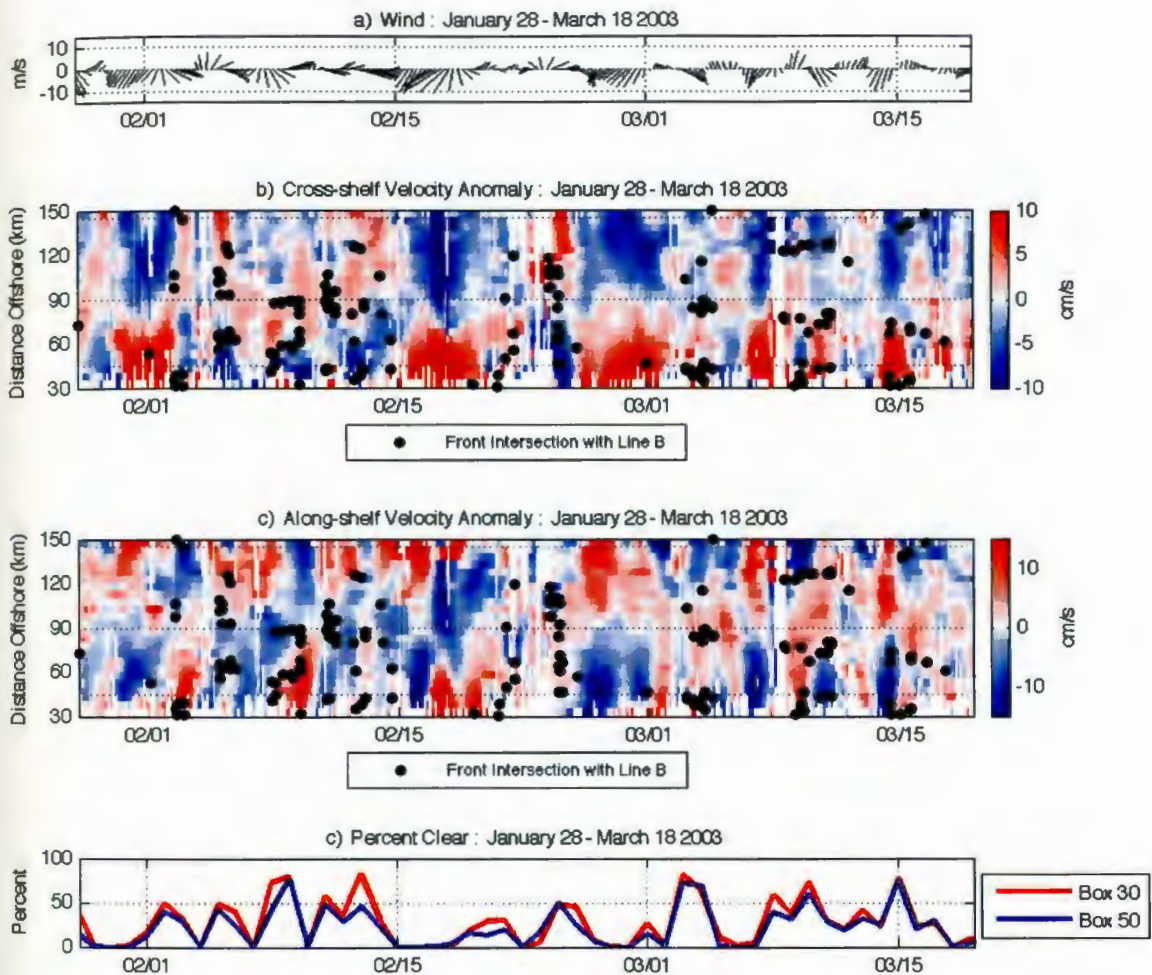 a) Wind : January 28 - March 18 2003
m/s
10
0
-10
02/01 02/15 03/01 03/15
b) Cross-shelf Velocity Anomaly : January 28 - March 18 2003
Distance Offshore (km)
150
120
90
60
30
10
5
0
-5
-10
cm/s
02/01 02/15 03/01 03/15
Front Intersection with Line B
c) Along-shelf Velocity Anomaly : January 28 - March 18 2003
Distance Offshore (km)
150
120
90
60
30
10
0
-10
cm/s
02/01 02/15 03/01 03/15
Front Intersection with Line B
c) Percent Clear : January 28 - March 18 2003
Percent
100
50
0
02/01 02/15 03/01 03/15
Box 30
Box 50